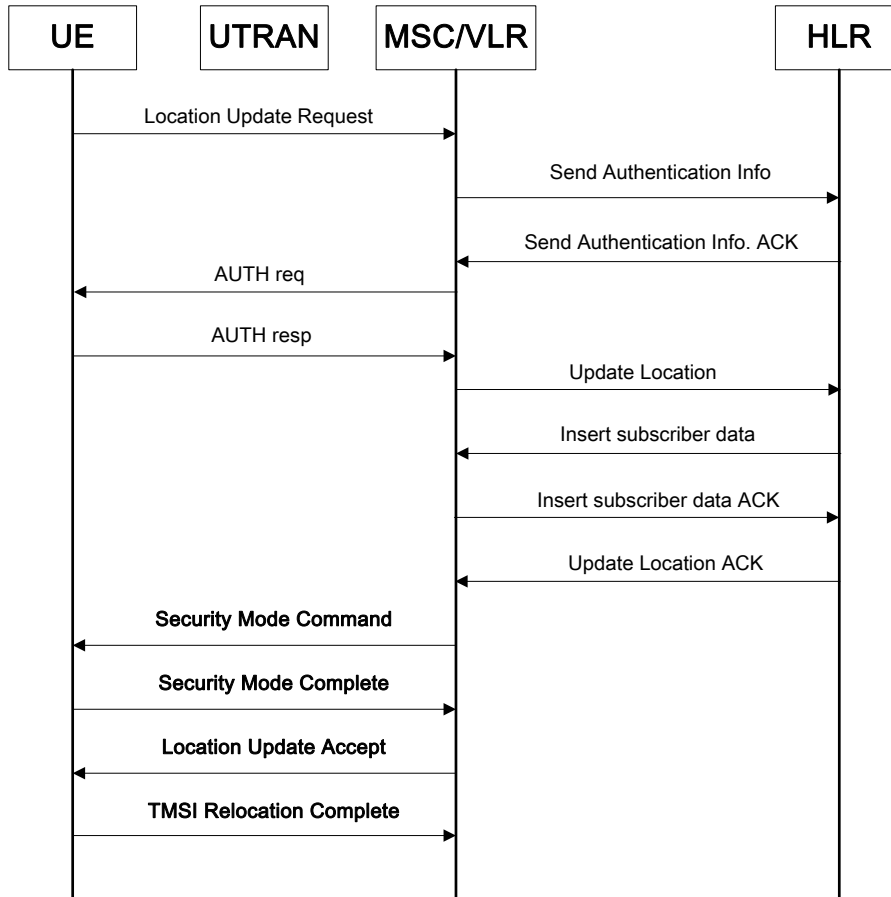 UE
UTRAN
MSC/VLR
HLR
Location Update Request
Send Authentication Info
Send Authentication Info. ACK
AUTH req
AUTH resp
Update Location
Insert subscriber data
Insert subscriber data ACK
Update Location ACK
Security Mode Command
Security Mode Complete
Location Update Accept
TMSI Relocation Complete